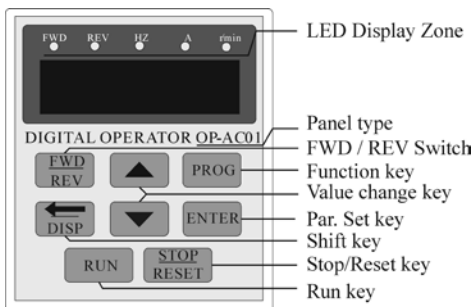 FWD REV HZ A r/min
LED Display Zone
DIGITAL OPERATOR OP-AC01
Panel type
FWD
REV
PROG
FWD / REV Switch
Function key
Value change key
DISP
ENTER
Par. Set key
Shift key
RUN
STOP
RESET
Stop/Reset key
Run key